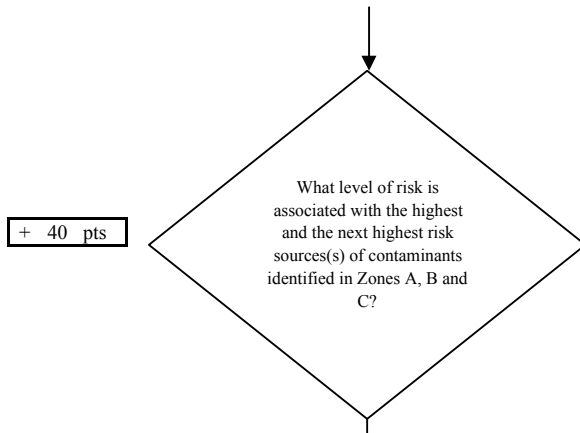 What level of risk is
associated with the highest
and the next highest risk
sources(s) of contaminants
identified in Zones A, B and
C?
+ 40 pts